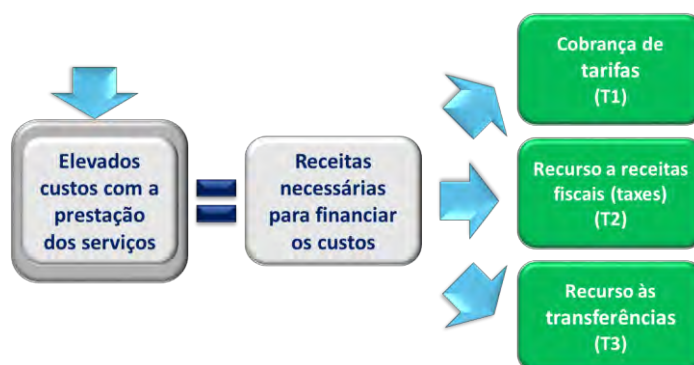 Elevados
custos com a
prestação
dos serviços
Receitas
necessárias
para financiar
os custos
Cobrança de
tarifas
(T1)
Recurso a receitas
fiscais (taxes)
(T2)
Recurso às
transferências
(T3)